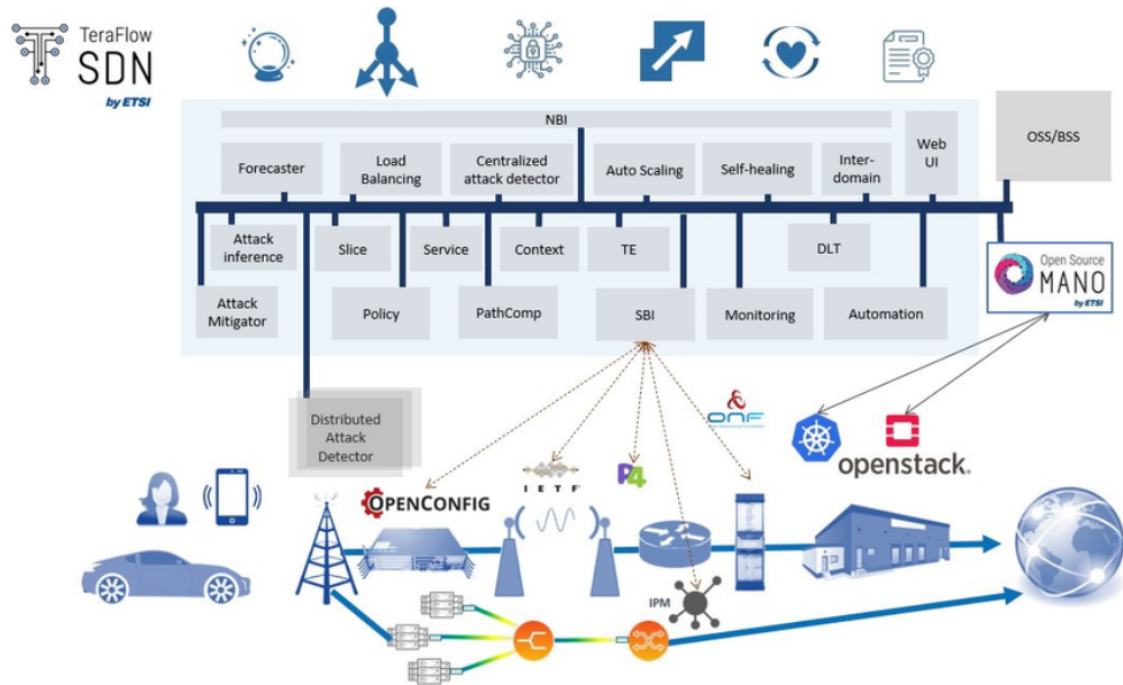 TeraFlow
SDN
by ETSI
NBI
Forecaster
Load
Balancing
Centralized
attack detector
Auto Scaling
Self-healing
Inter-
domain
Web
UI
OSS/BSS
Attack
inference
Slice
Service
Context
TE
DLT
Open Source
MANO
by ETSI
Attack
Mitigator
Policy
PathComp
SBI
Monitoring
Automation
Distributed
Attack
Detector
ONF
OPENCONFIG
IETF
P4
openstack.
IPM